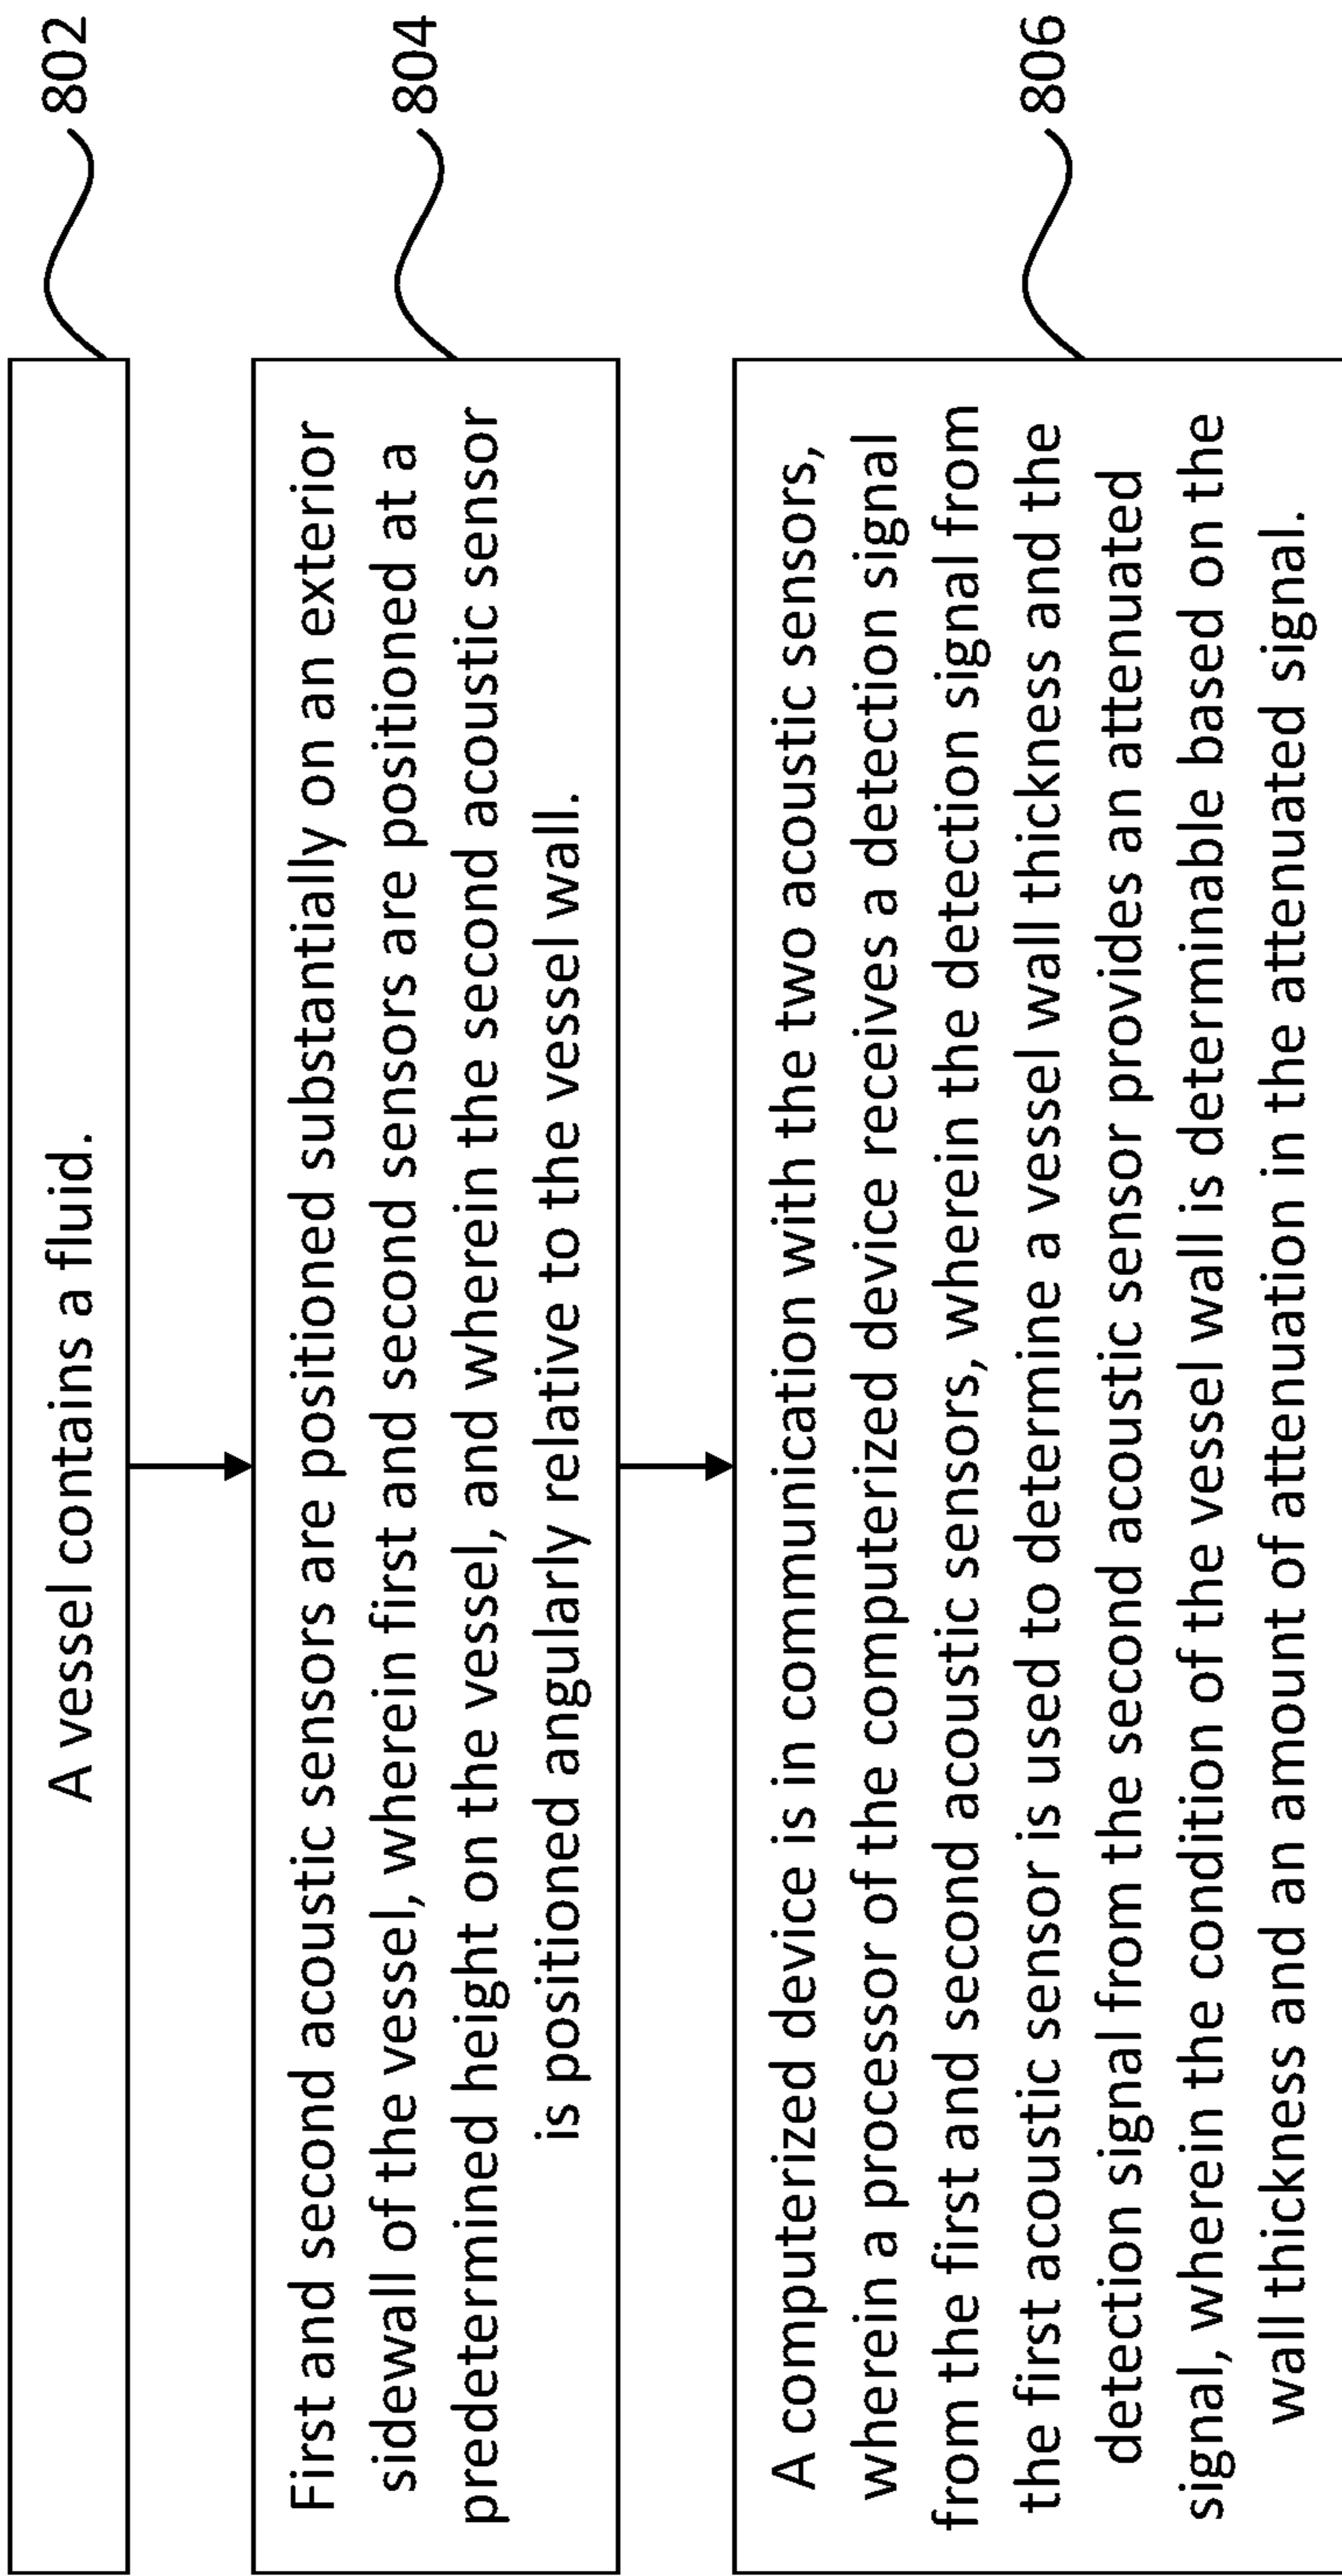 A vessel contains a fluid.
802
First and second acoustic sensors are positioned substantially on an exterior
sidewall of the vessel, wherein first and second sensors are positioned at a
predetermined height on the vessel, and wherein the second acoustic sensor
is positioned angularly relative to the vessel wall.
804
A computerized device is in communication with the two acoustic sensors,
wherein a processor of the computerized device receives a detection signal
from the first and second acoustic sensors, wherein the detection signal from
the first acoustic sensor is used to determine a vessel wall thickness and the
detection signal from the second acoustic sensor provides an attenuated
signal, wherein the condition of the vessel wall is determinable based on the
wall thickness and an amount of attenuation in the attenuated signal.
806